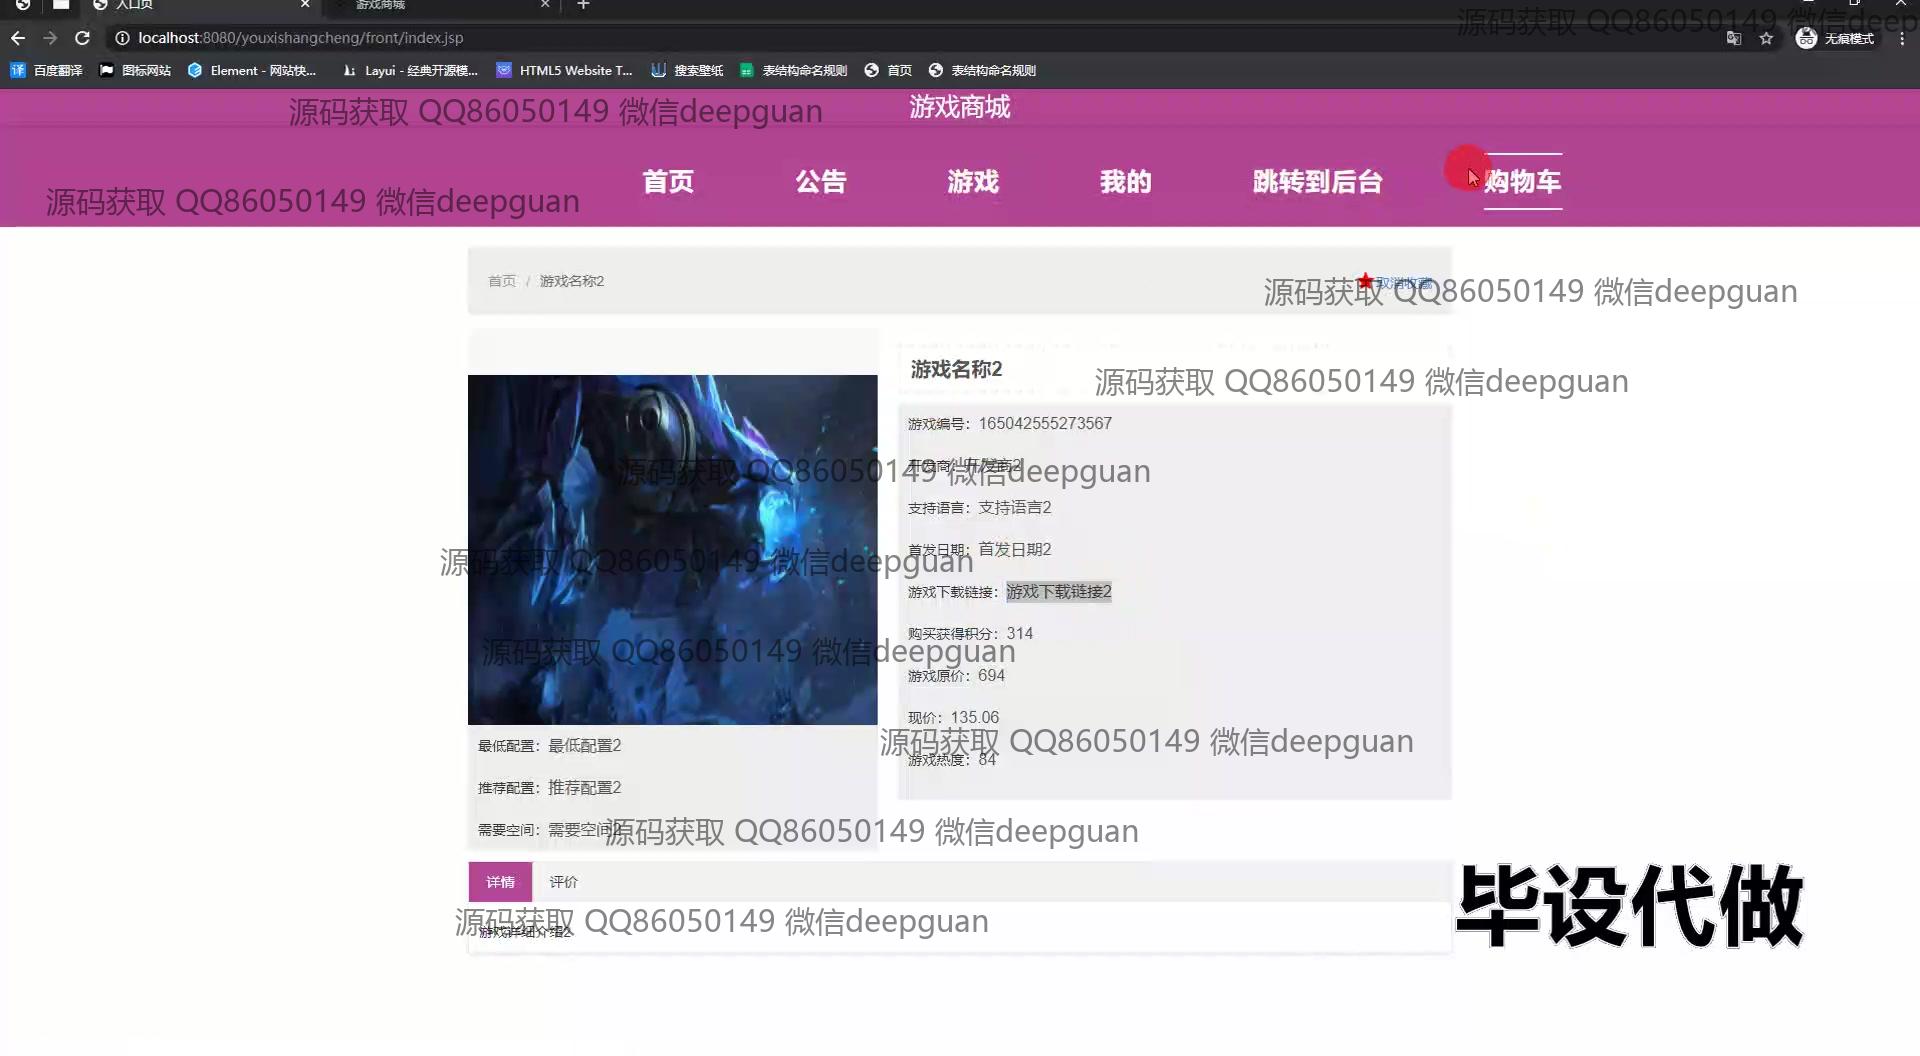 入口页
游戏商城
localhost:8080/youxishangcheng/front/index.jsp
无痕模式
百度翻译
图标网站
Element - 网站快...
Layui - 经典开源模...
HTML5 Website T...
搜索壁纸
表结构命名规则
首页
表结构命名规则
源码获取 QQ86050149 微信deep
源码获取 QQ86050149 微信deepguan
游戏商城
首页
公告
游戏
我的
跳转到后台
购物车
源码获取 QQ86050149 微信deepguan
首页 / 游戏名称2
取消收藏
源码获取 QQ86050149 微信deepguan
游戏名称2
源码获取 QQ86050149 微信deepguan
游戏编号：165042555273567
开发商：开发商2
源码获取 QQ86050149 微信deepguan
支持语言：支持语言2
首发日期：首发日期2
源码获取 QQ86050149 微信deepguan
游戏下载链接：游戏下载链接2
购买获得积分：314
源码获取 QQ86050149 微信deepguan
游戏原价：694
现价：135.06
源码获取 QQ86050149 微信deepguan
游戏热度：84
最低配置：最低配置2
推荐配置：推荐配置2
需要空间：需要空间2
源码获取 QQ86050149 微信deepguan
详情
评价
源码获取 QQ86050149 微信deepguan
游戏详细介绍2
毕设代做